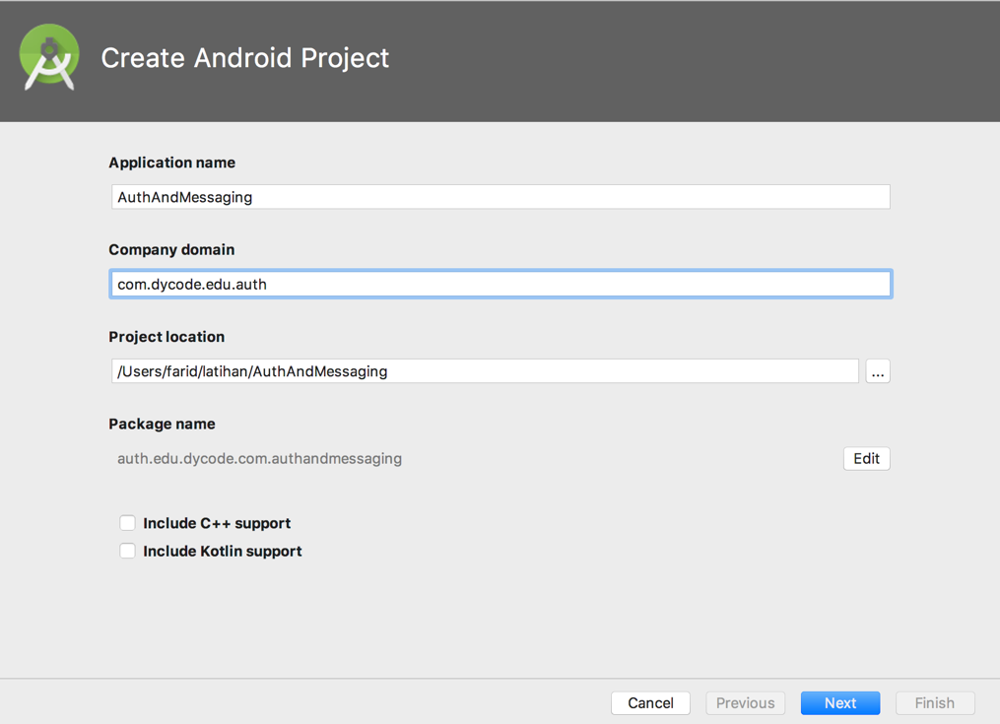 Create Android Project
Application name
AuthAndMessaging
Company domain
com.dycode.edu.auth
Project location
/Users/farid/latihan/AuthAndMessaging
...
Package name
auth.edu.dycode.com.authandmessaging
Edit
Include C++ support
Include Kotlin support
Cancel Previous Next Finish